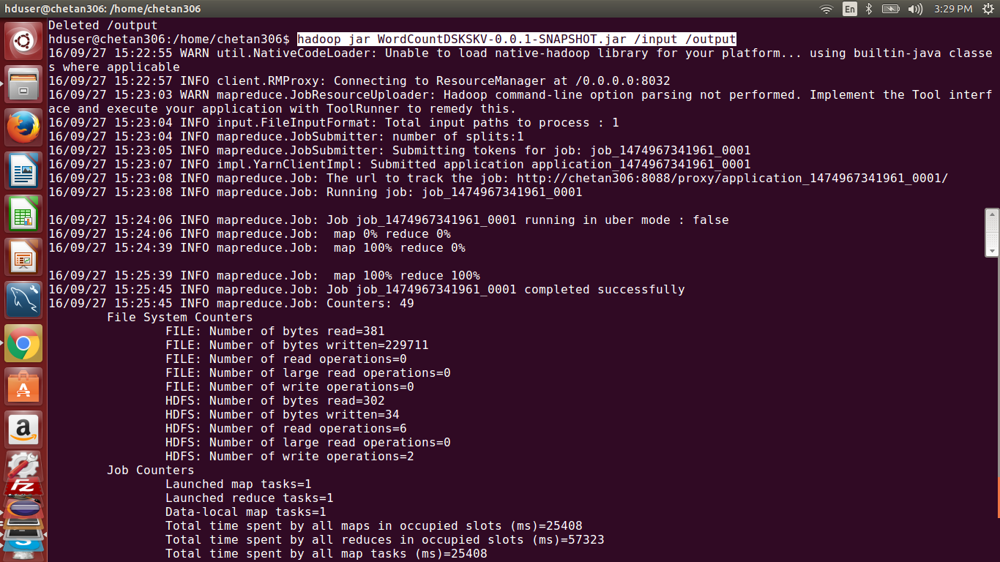 hduser@chetan306: /home/chetan306
En
3:29 PM
Deleted /output
hduser@chetan306:/home/chetan306$ hadoop jar WordCountDSKSKV-0.0.1-SNAPSHOT.jar /input /output
16/09/27 15:22:55 WARN util.NativeCodeLoader: Unable to load native-hadoop library for your platform... using builtin-java classe
s where applicable
16/09/27 15:22:57 INFO client.RMProxy: Connecting to ResourceManager at /0.0.0.0:8032
16/09/27 15:23:03 WARN mapreduce.JobResourceUploader: Hadoop command-line option parsing not performed. Implement the Tool interf
ace and execute your application with ToolRunner to remedy this.
16/09/27 15:23:04 INFO input.FileInputFormat: Total input paths to process : 1
16/09/27 15:23:04 INFO mapreduce.JobSubmitter: number of splits:1
16/09/27 15:23:05 INFO mapreduce.JobSubmitter: Submitting tokens for job: job_1474967341961_0001
16/09/27 15:23:07 INFO impl.YarnClientImpl: Submitted application application_1474967341961_0001
16/09/27 15:23:08 INFO mapreduce.Job: The url to track the job: http://chetan306:8088/proxy/application_1474967341961_0001/
16/09/27 15:23:08 INFO mapreduce.Job: Running job: job_1474967341961_0001
16/09/27 15:24:06 INFO mapreduce.Job: Job job_1474967341961_0001 running in uber mode : false
16/09/27 15:24:06 INFO mapreduce.Job:  map 0% reduce 0%
16/09/27 15:24:39 INFO mapreduce.Job:  map 100% reduce 0%
16/09/27 15:25:39 INFO mapreduce.Job:  map 100% reduce 100%
16/09/27 15:25:45 INFO mapreduce.Job: Job job_1474967341961_0001 completed successfully
16/09/27 15:25:45 INFO mapreduce.Job: Counters: 49
File System Counters
FILE: Number of bytes read=381
FILE: Number of bytes written=229711
FILE: Number of read operations=0
FILE: Number of large read operations=0
FILE: Number of write operations=0
HDFS: Number of bytes read=302
HDFS: Number of bytes written=34
HDFS: Number of read operations=6
HDFS: Number of large read operations=0
HDFS: Number of write operations=2
Job Counters
Launched map tasks=1
Launched reduce tasks=1
Data-local map tasks=1
Total time spent by all maps in occupied slots (ms)=25408
Total time spent by all reduces in occupied slots (ms)=57323
Total time spent by all map tasks (ms)=25408
A
a
Fz
S